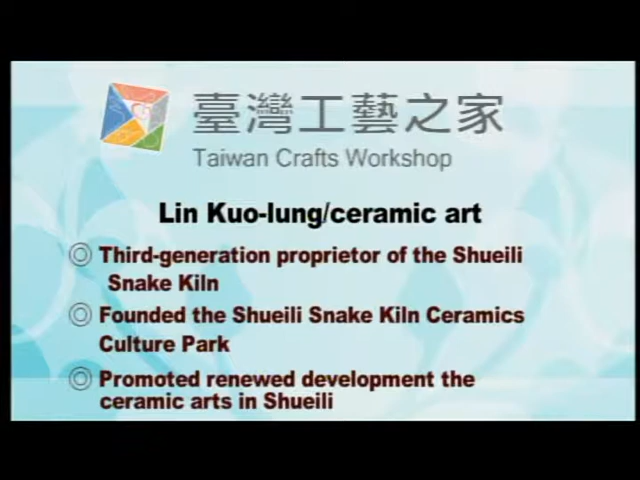 臺灣工藝之家
Taiwan Crafts Workshop
Lin Kuo-lung/ceramic art
◎ Third-generation proprietor of the Shueili
Snake Kiln
◎ Founded the Shueili Snake Kiln Ceramics
Culture Park
◎ Promoted renewed development the
ceramic arts in Shueili